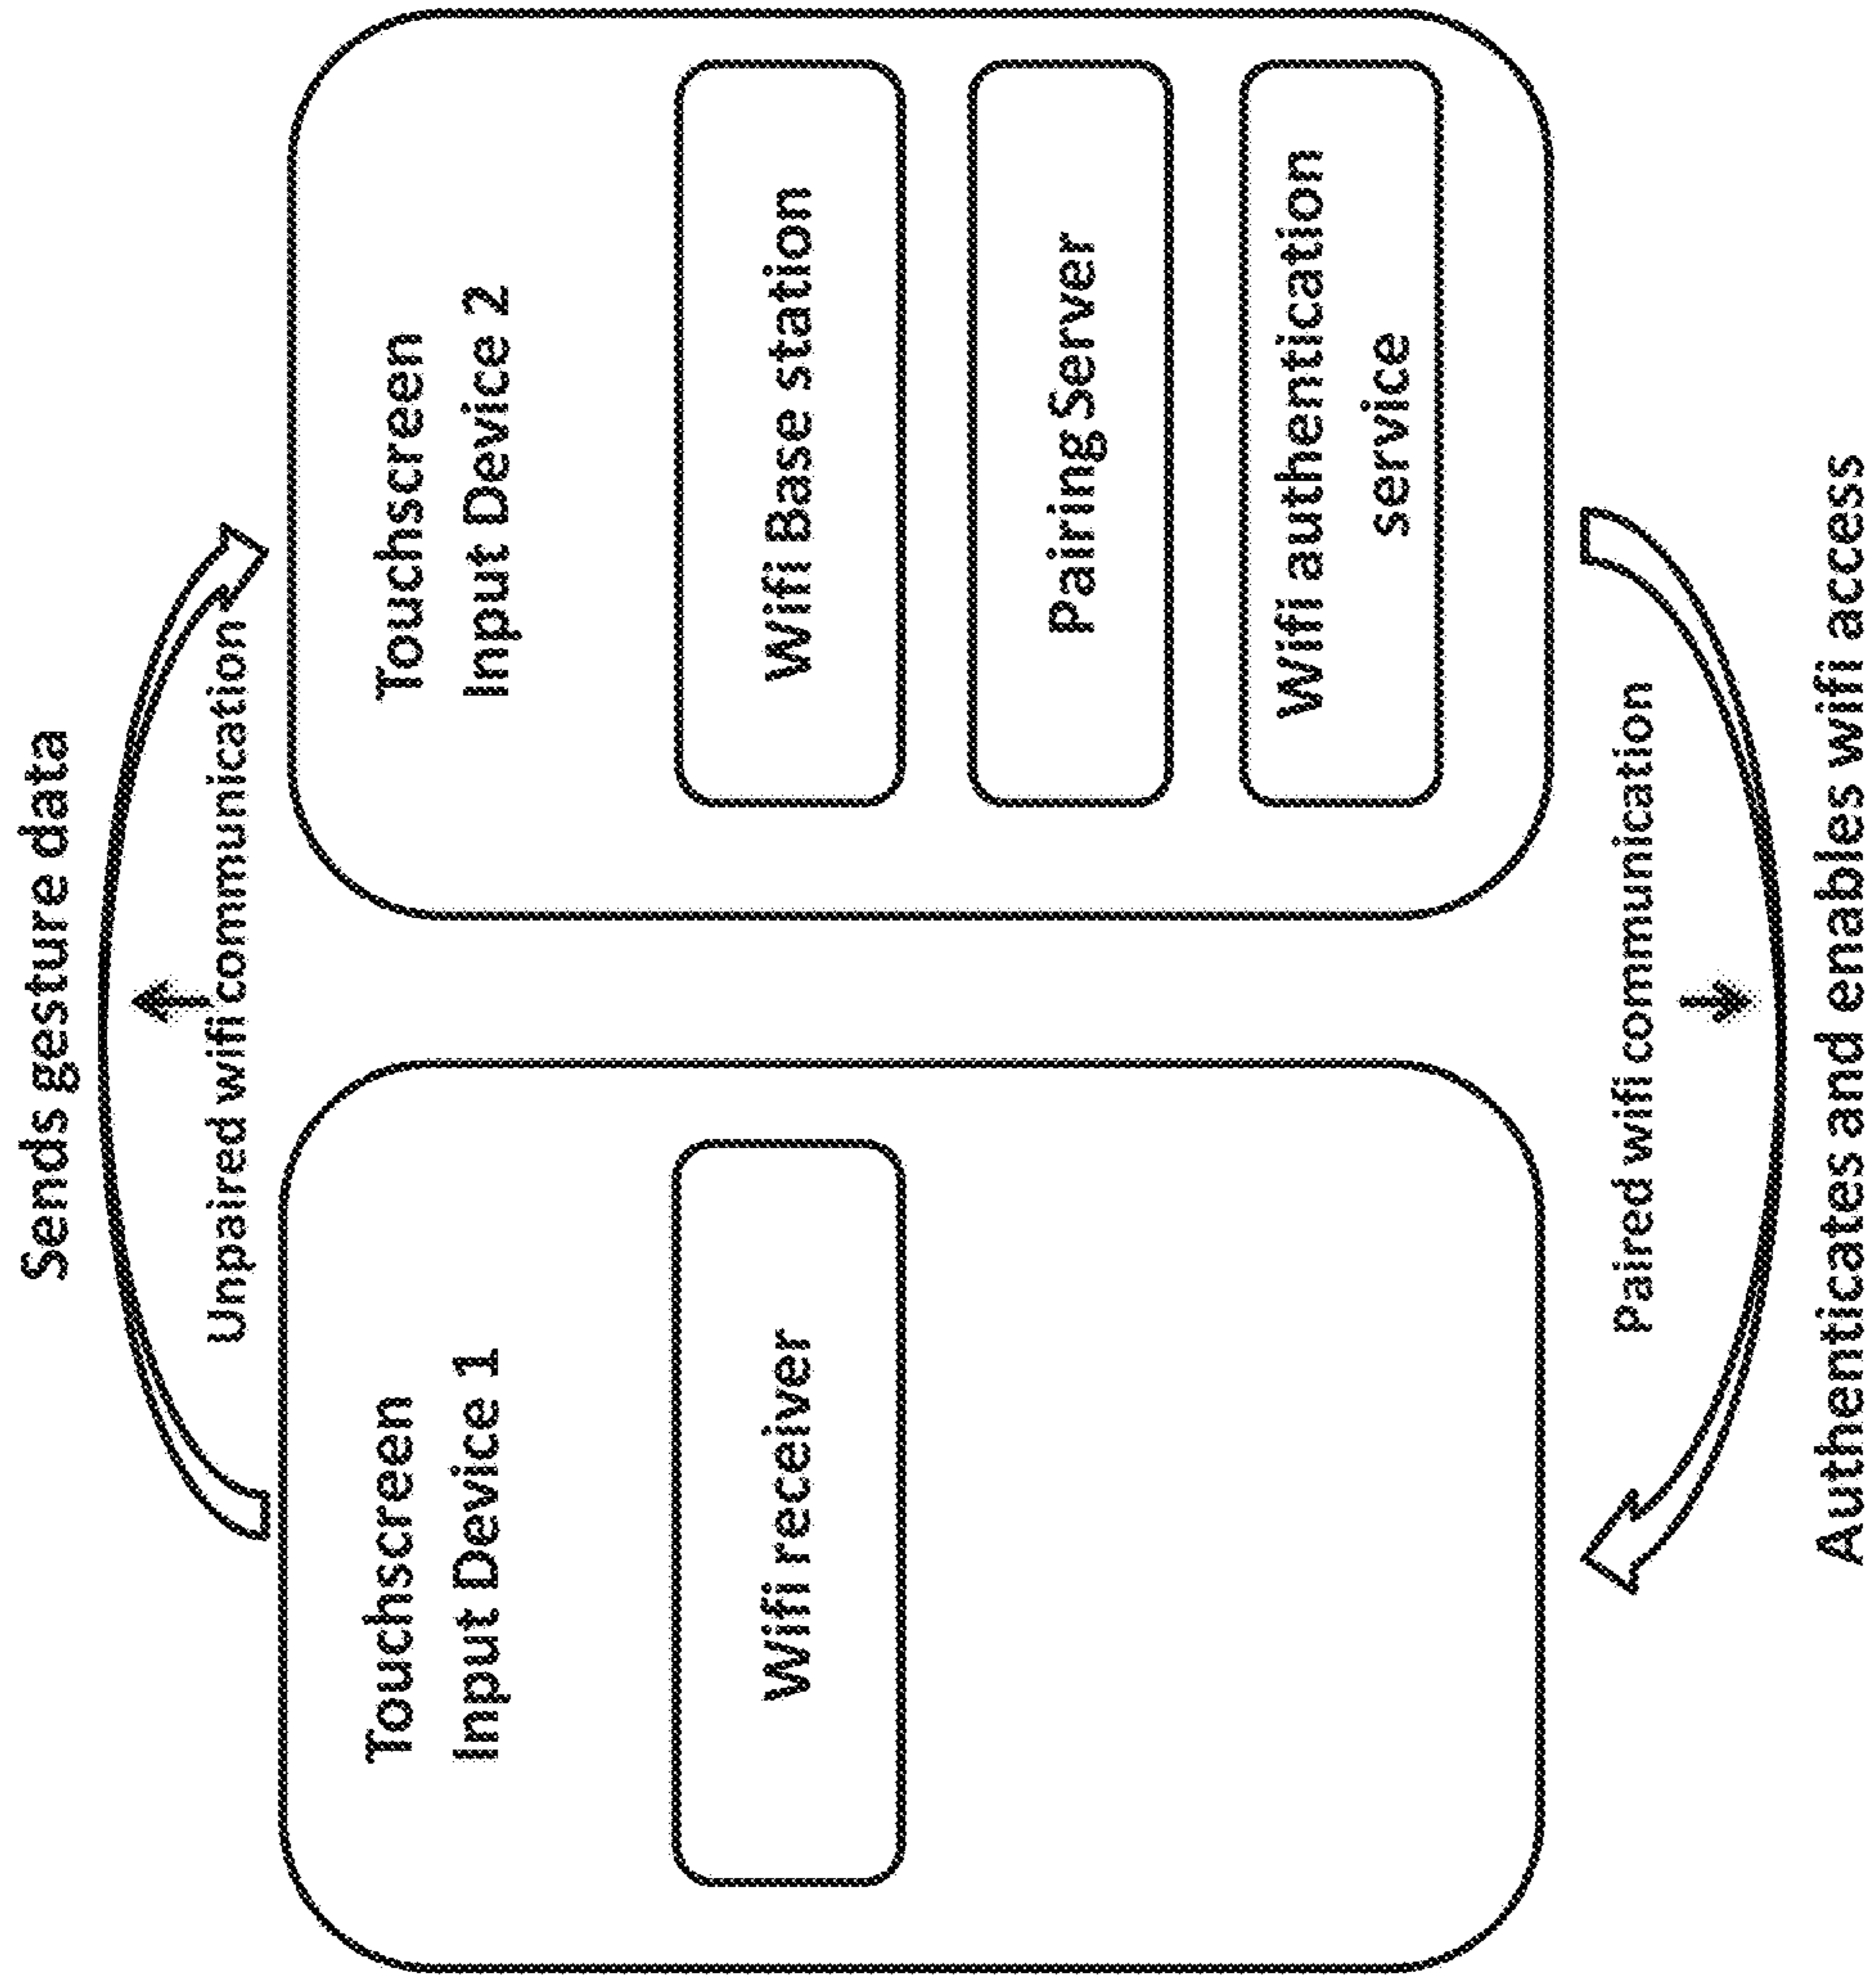 Sends gesture data
Unpaired wifi communication
Touchscreen
Input Device 1
Wifi receiver
Touchscreen
Input Device 2
Wifi Base station
Pairing Server
Wifi authentication
service
Paired wifi communication
Authenticates and enables wifi access